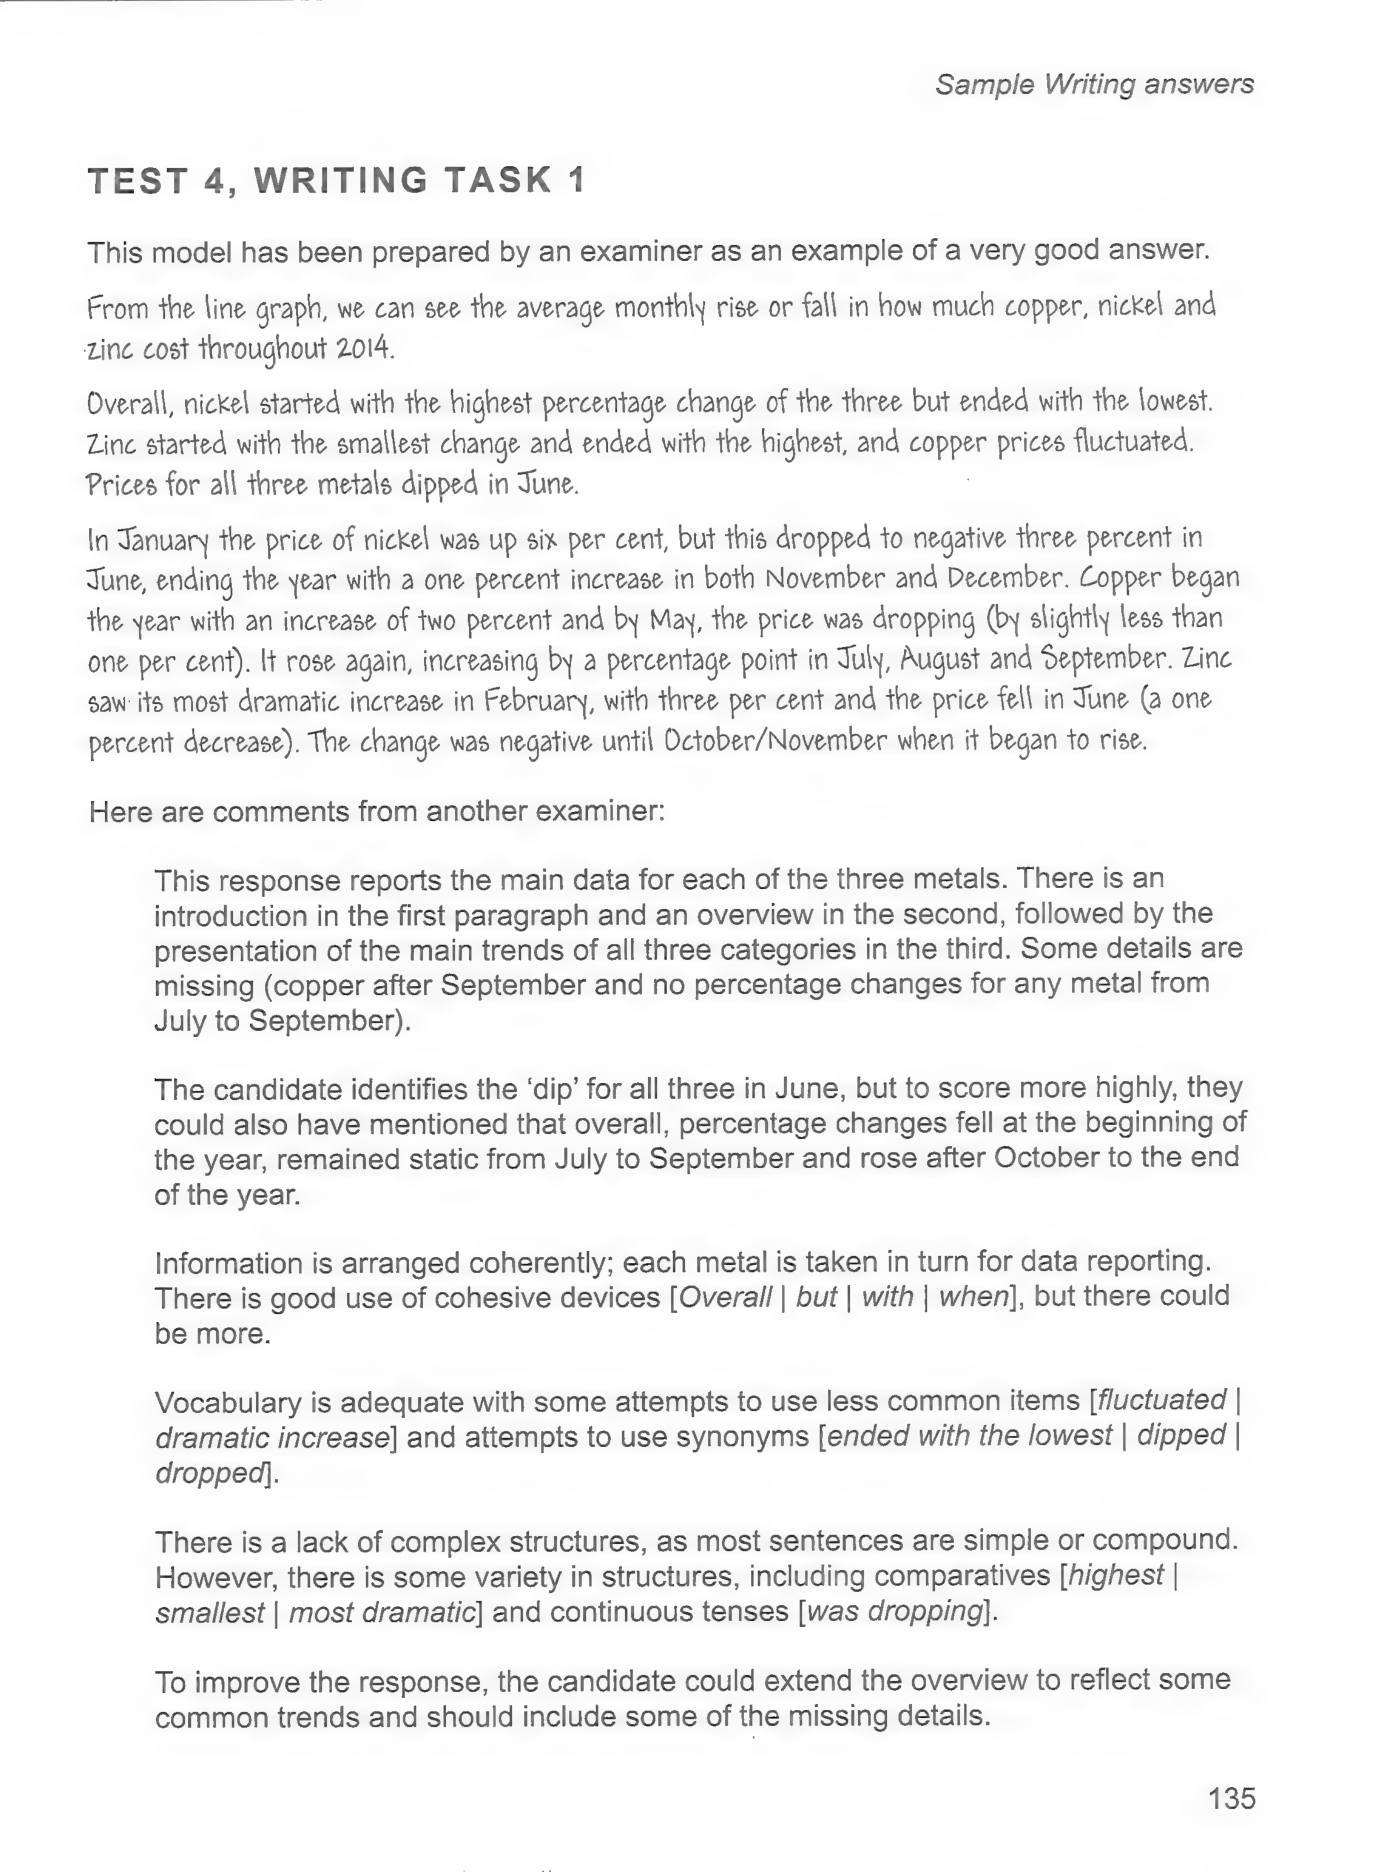 Sample Writing answers
TEST 4, WRITING TASK 1
This model has been prepared by an examiner as an example of a very good answer.
From the line graph, we can see the average monthly rise or fall in how much copper, nickel and
zinc cost throughout 2014.
Overall, nickel started with the highest percentage change of the three but ended with the lowest.
Zinc started with the smallest change and ended with the highest, and copper prices fluctuated.
Prices for all three metals dipped in June.
In January the price of nickel was up six per cent, but this dropped to negative three percent in
June, ending the year with a one percent increase in both November and December. Copper began
the year with an increase of two percent and by May, the price was dropping (by slightly less than
one per cent). It rose again, increasing by a percentage point in July, August and September. Zinc
saw its most dramatic increase in February, with three per cent and the price fell in June (a one
percent decrease). The change was negative until October/November when it began to rise.
Here are comments from another examiner:
This response reports the main data for each of the three metals. There is an
introduction in the first paragraph and an overview in the second, followed by the
presentation of the main trends of all three categories in the third. Some details are
missing (copper after September and no percentage changes for any metal from
July to September).
The candidate identifies the ‘dip’ for all three in June, but to score more highly, they
could also have mentioned that overall, percentage changes fell at the beginning of
the year, remained static from July to September and rose after October to the end
of the year.
Information is arranged coherently; each metal is taken in turn for data reporting.
There is good use of cohesive devices [Overall | but | with | when], but there could
be more.
Vocabulary is adequate with some attempts to use less common items [fluctuated |
dramatic increase] and attempts to use synonyms [ended with the lowest | dipped |
dropped].
There is a lack of complex structures, as most sentences are simple or compound.
However, there is some variety in structures, including comparatives [highest |
smallest | most dramatic] and continuous tenses [was dropping].
To improve the response, the candidate could extend the overview to reflect some
common trends and should include some of the missing details.
135